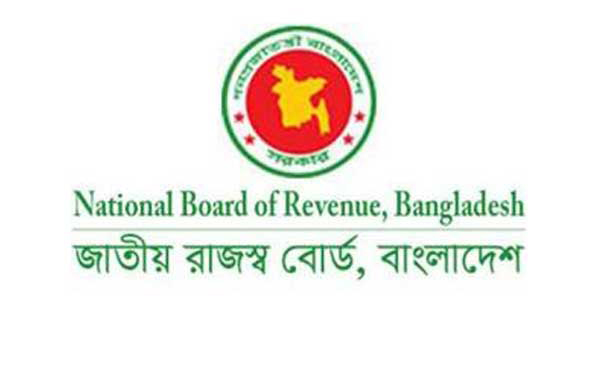 গণপ্রজাতন্ত্রী বাংলাদেশ
সরকার
National Board of Revenue, Bangladesh
জাতীয় রাজস্ব বোর্ড, বাংলাদেশ